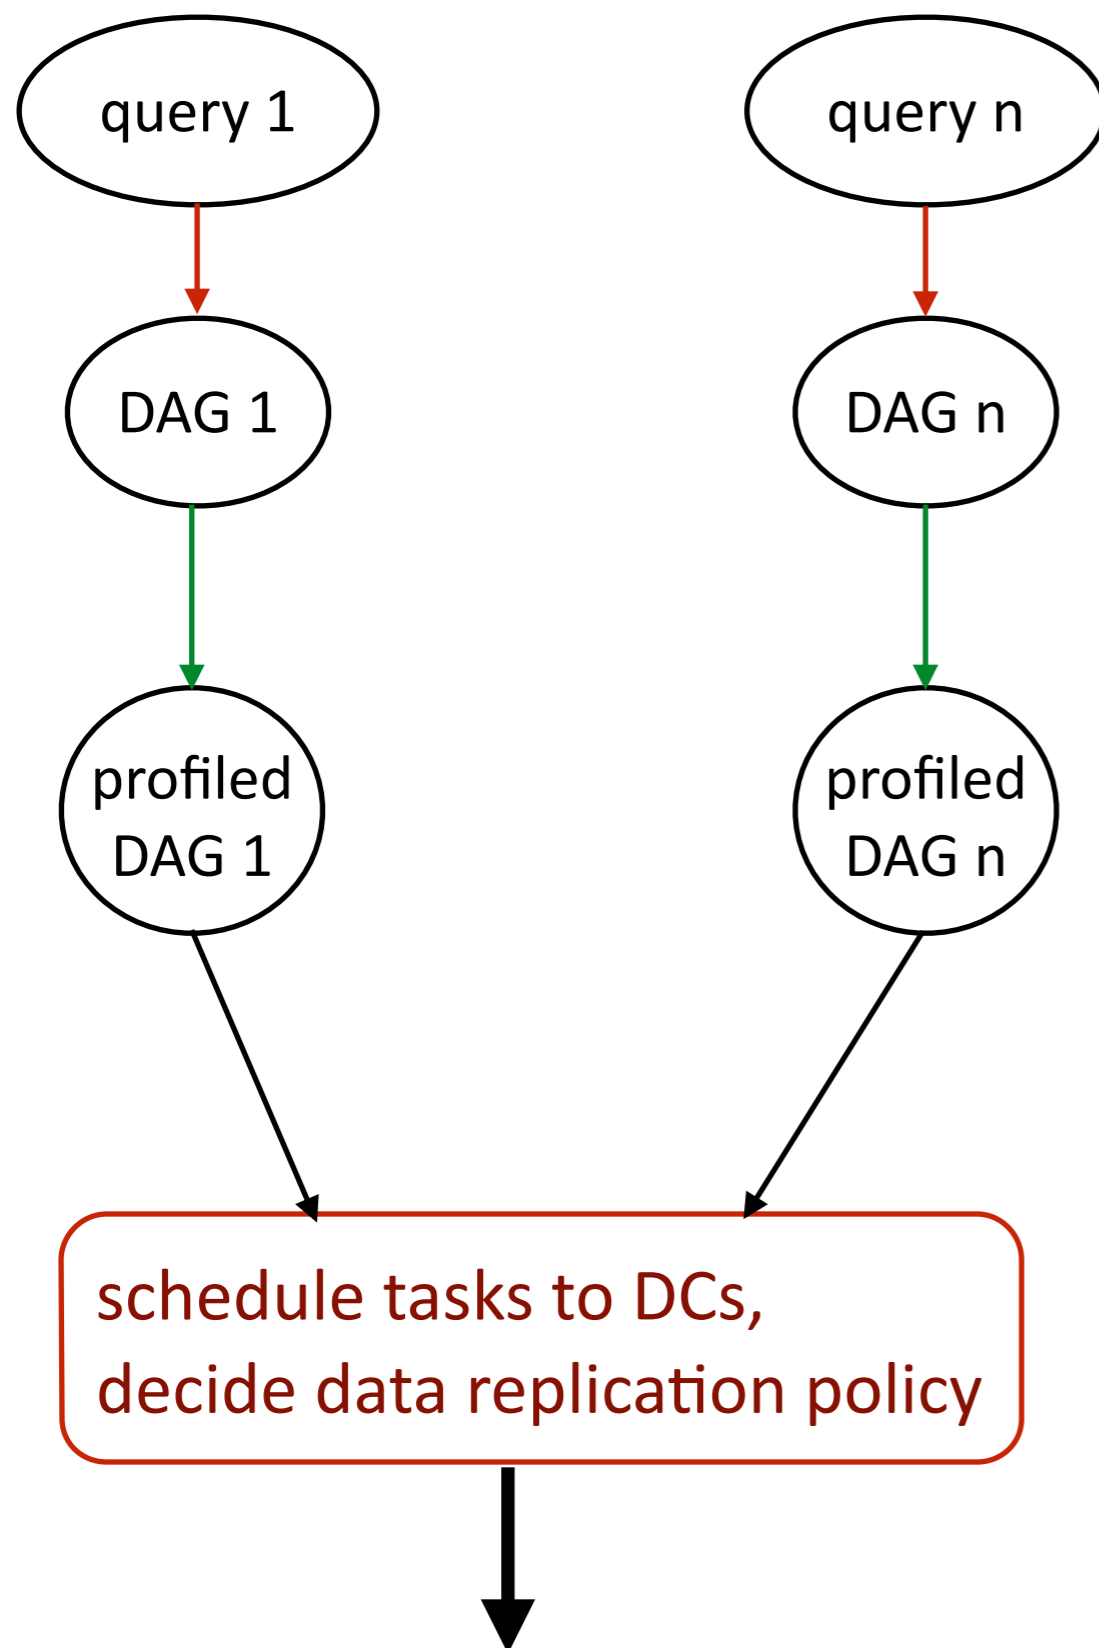 query 1
query n
DAG 1
DAG n
profiled
DAG 1
profiled
DAG n
schedule tasks to DCs,
decide data replication policy